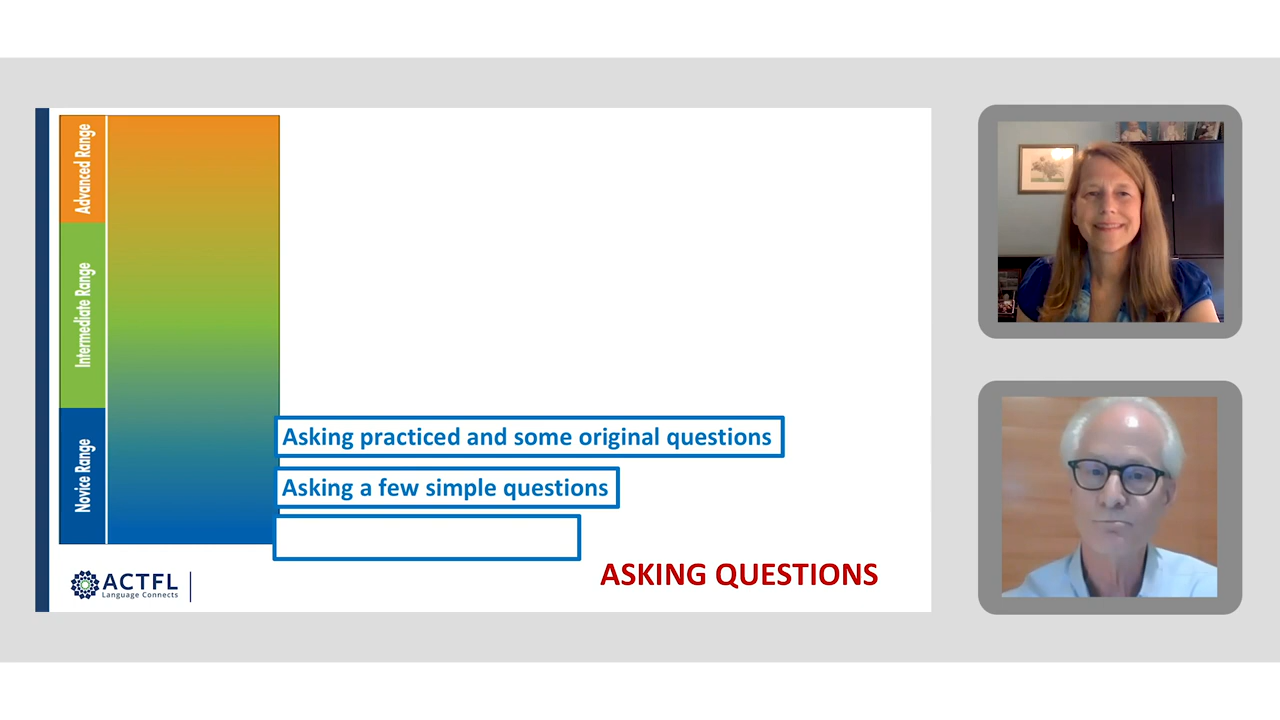 Advanced Range
Intermediate Range
Novice Range
Asking practiced and some original questions
Asking a few simple questions
ASKING QUESTIONS
ACTFL
Language Connects